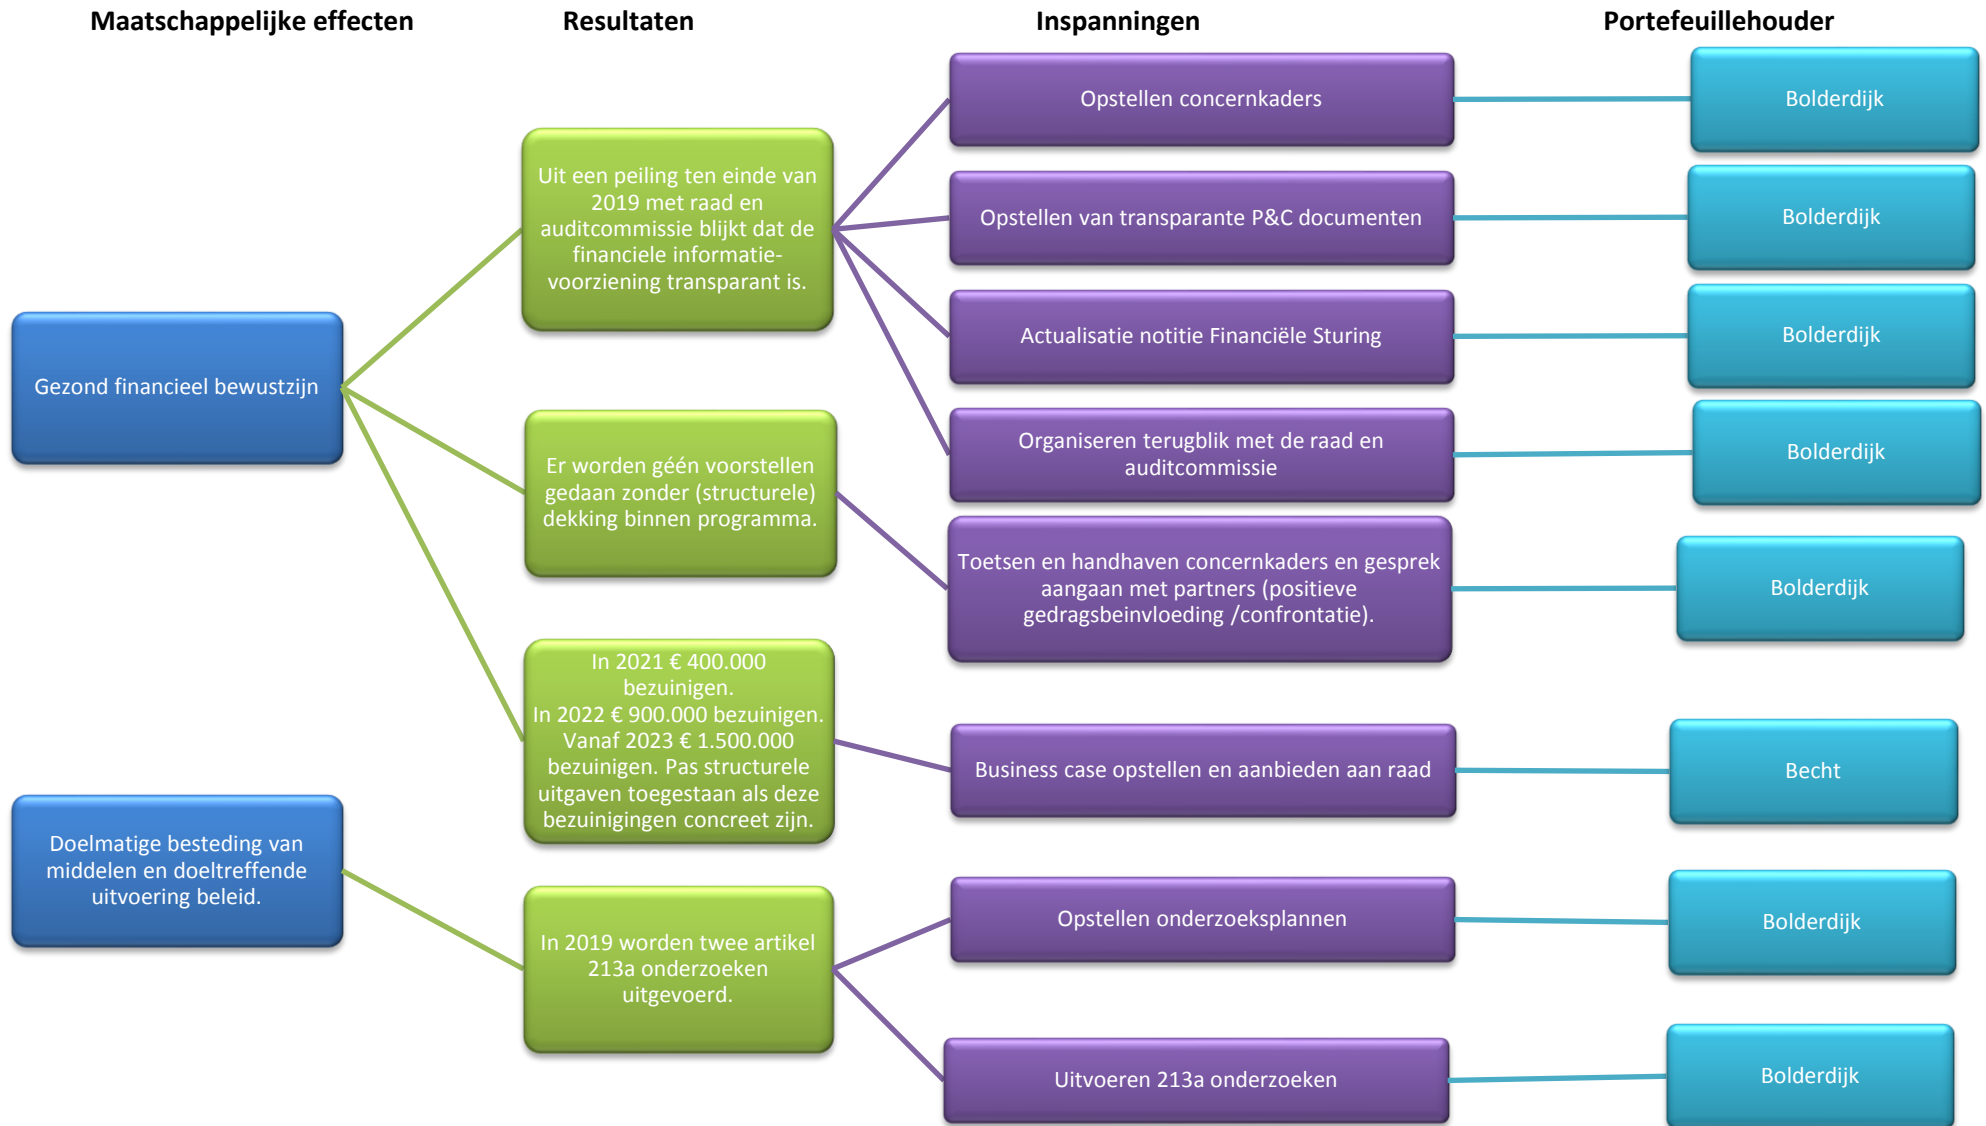 Maatschappelijke effecten
Resultaten
Inspanningen
Portefeuillehouder
Gezond financieel bewustzijn
Doelmatige besteding van
middelen en doeltreffende
uitvoering beleid.
Uit een peiling ten einde van
2019 met raad en
auditcommissie blijkt dat de
financiele informatie-
voorziening transparant is.
Er worden géén voorstellen
gedaan zonder (structurele)
dekking binnen programma.
In 2021 € 400.000
bezuinigen.
In 2022 € 900.000 bezuinigen.
Vanaf 2023 € 1.500.000
bezuinigen. Pas structurele
uitgaven toegestaan als deze
bezuinigingen concreet zijn.
In 2019 worden twee artikel
213a onderzoeken
uitgevoerd.
Opstellen concernkaders
Opstellen van transparante P&C documenten
Actualisatie notitie Financiële Sturing
Organiseren terugblik met de raad en
auditcommissie
Toetsen en handhaven concernkaders en gesprek
aangaan met partners (positieve
gedragsbeinvloeding /confrontatie).
Business case opstellen en aanbieden aan raad
Opstellen onderzoeksplannen
Uitvoeren 213a onderzoeken
Bolderdijk
Bolderdijk
Bolderdijk
Bolderdijk
Bolderdijk
Becht
Bolderdijk
Bolderdijk